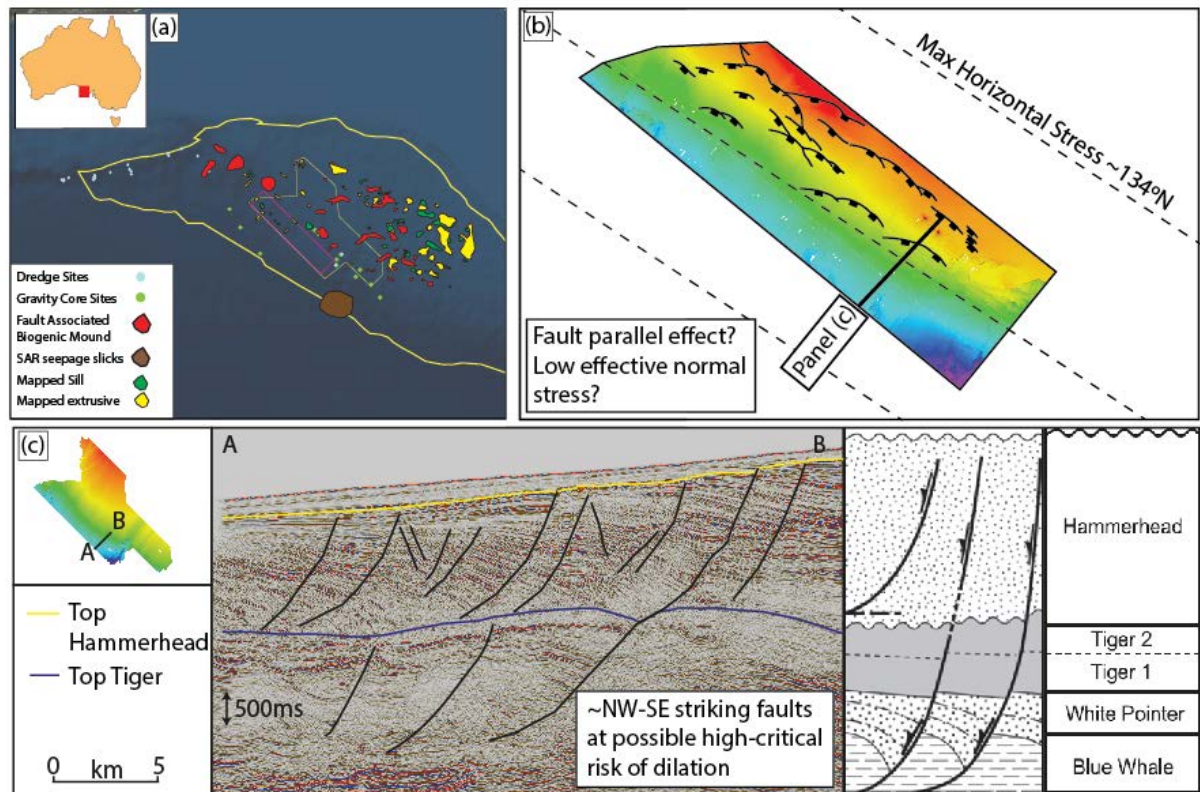 (a)
Dredge Sites
Gravity Core Sites
Fault Associated
Biogenic Mound
SAR seepage slicks
Mapped Sill
Mapped extrusive
(b)
Max Horizontal Stress ~134ºN
Panel (c)
Fault parallel effect?
Low effective normal
stress?
(c)
B
A
Top
Hammerhead
Top Tiger
0 km 5
A
B
500ms
~NW-SE striking faults
at possible high-critical
risk of dilation
Hammerhead
Tiger 2
Tiger 1
White Pointer
Blue Whale